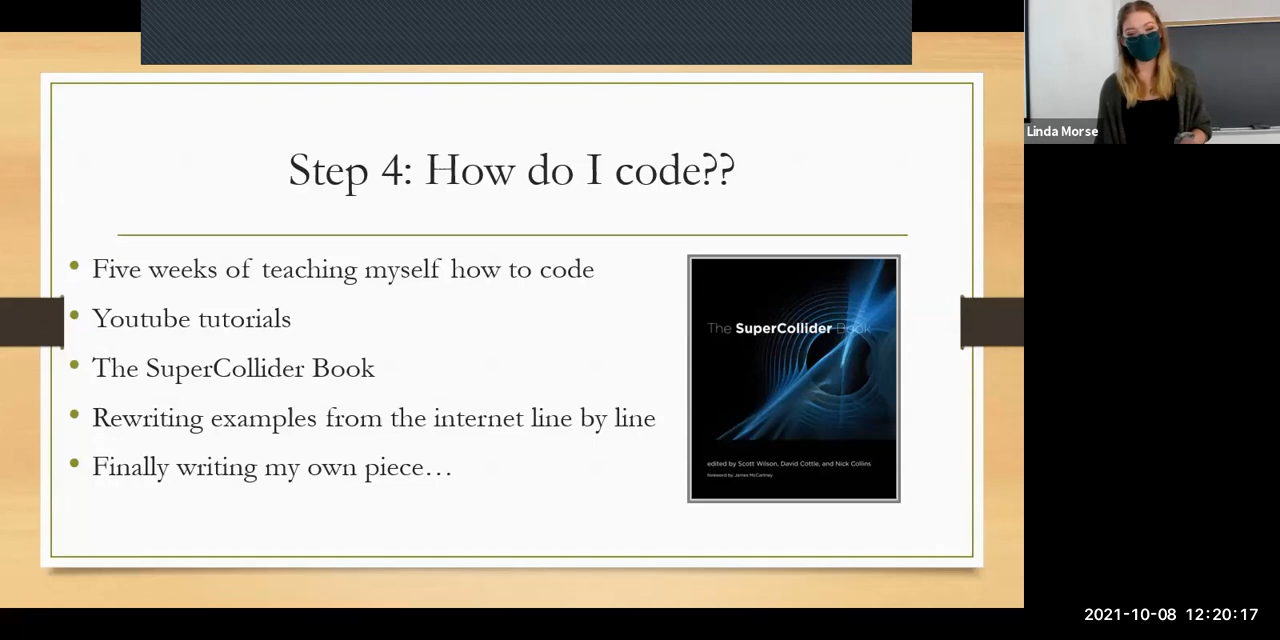 Step 4: How do I code??
• Five weeks of teaching myself how to code
• Youtube tutorials
• The SuperCollider Book
• Rewriting examples from the internet line by line
• Finally writing my own piece…
The SuperCollider Book
edited by Scott Wilson, David Cottle, and Nick Collins
foreword by James McCartney
Linda Morse
2021-10-08 12:20:17